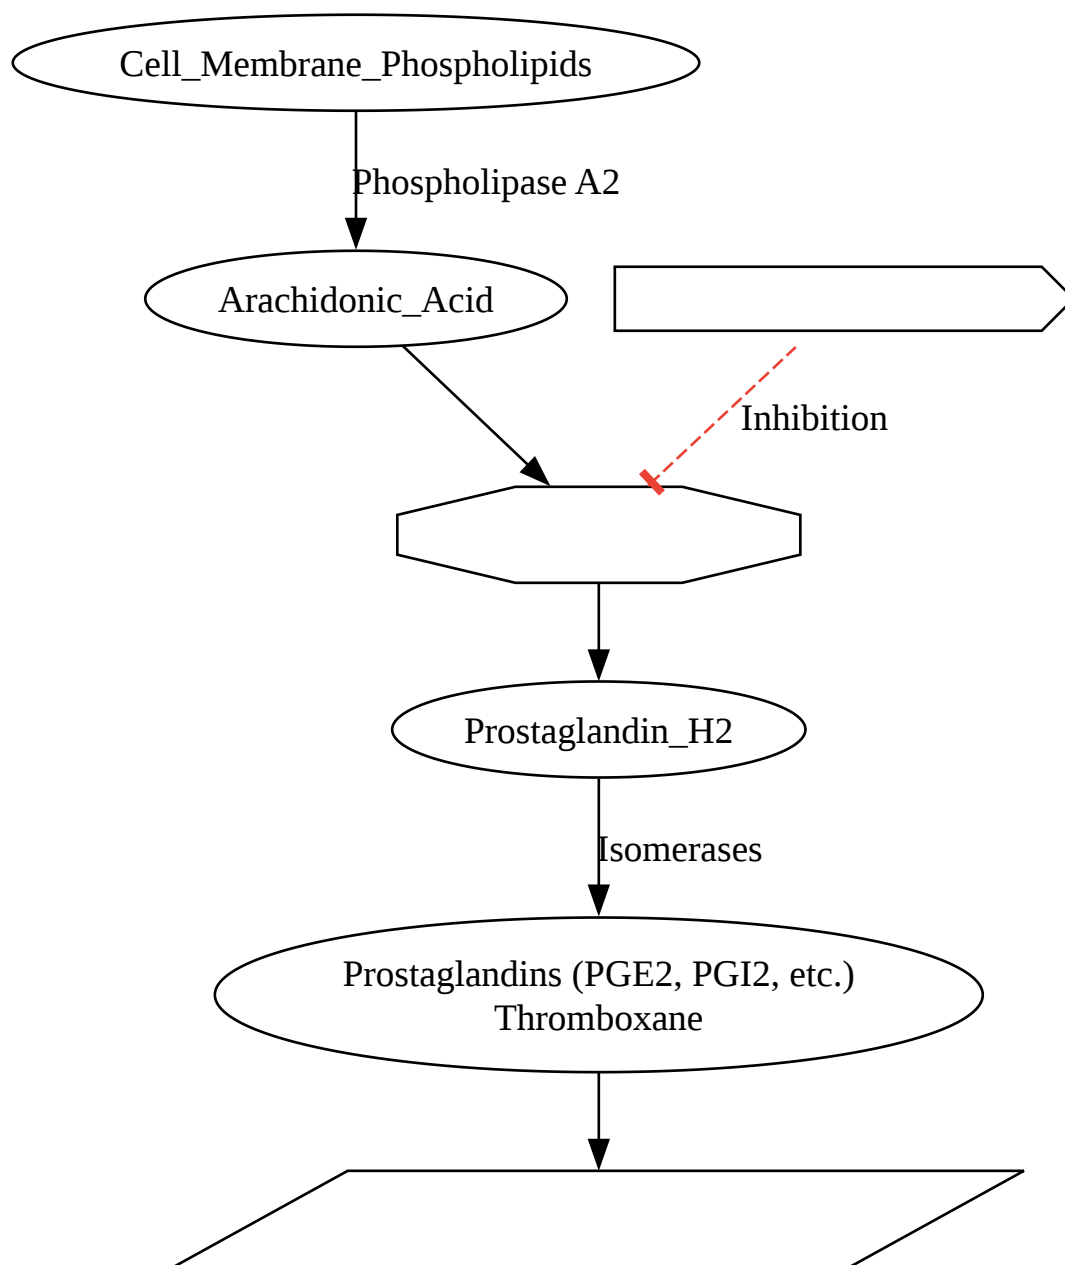 Cell_Membrane_Phospholipids
Phospholipase A2
Arachidonic_Acid
Inhibition
Prostaglandin_H2
Isomerases
Prostaglandins (PGE2, PGI2, etc.)
Thromboxane